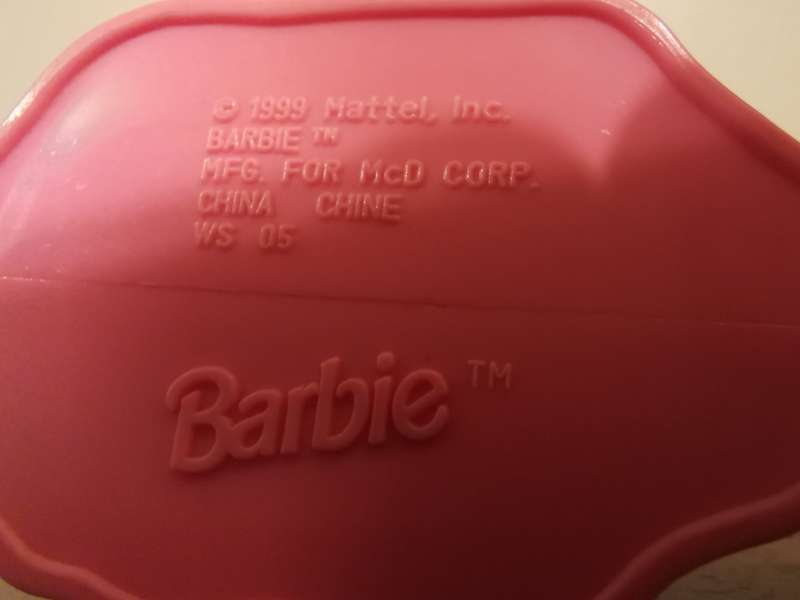 © 1999 Mattel, Inc.
BARBIE ™
MFG. FOR McD CORP.
CHINA CHINE
WS 05
Barbie ™